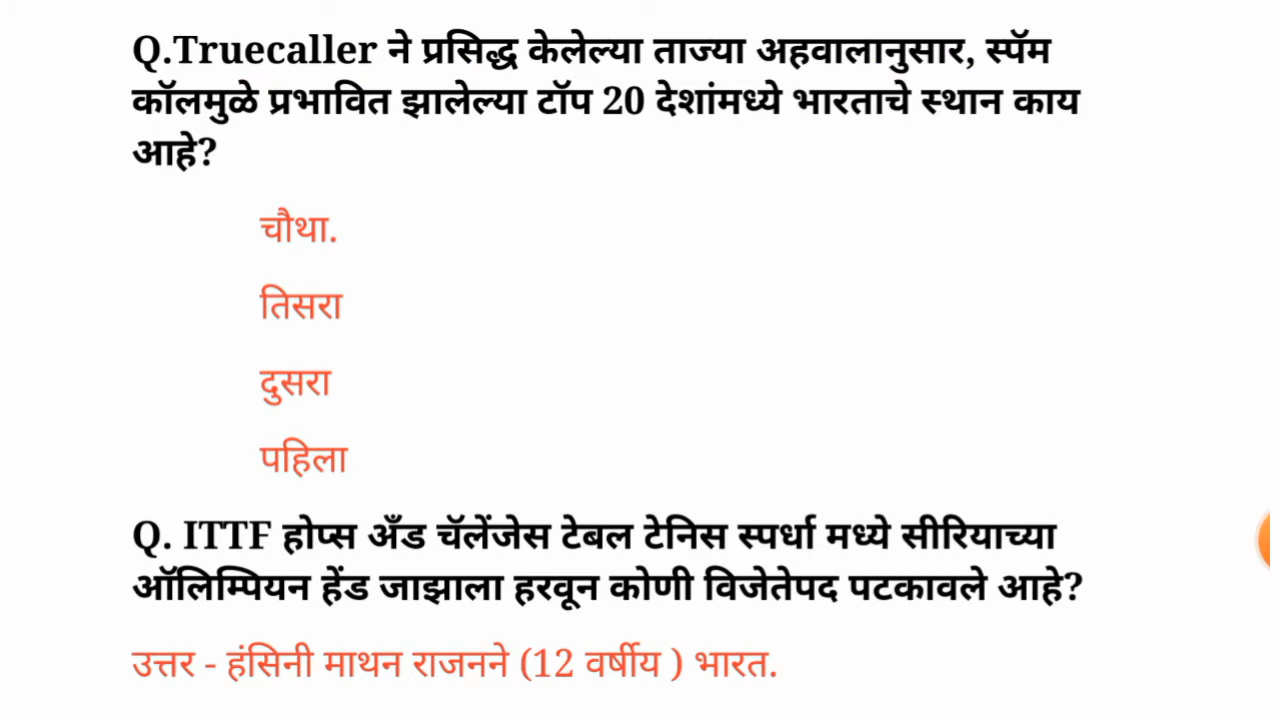 Q.Truecaller ने प्रसिद्ध केलेल्या ताज्या अहवालानुसार, स्पॅम
कॉलमुळे प्रभावित झालेल्या टॉप 20 देशांमध्ये भारताचे स्थान काय
आहे?
चौथा.
तिसरा
दुसरा
पहिला
Q. ITTF होप्स अँड चॅलेंजेस टेबल टेनिस स्पर्धा मध्ये सीरियाच्या
ऑलिम्पियन हेंड जाझाला हरवून कोणी विजेतेपद पटकावले आहे?
उत्तर - हंसिनी माथन राजनने (12 वर्षीय ) भारत.